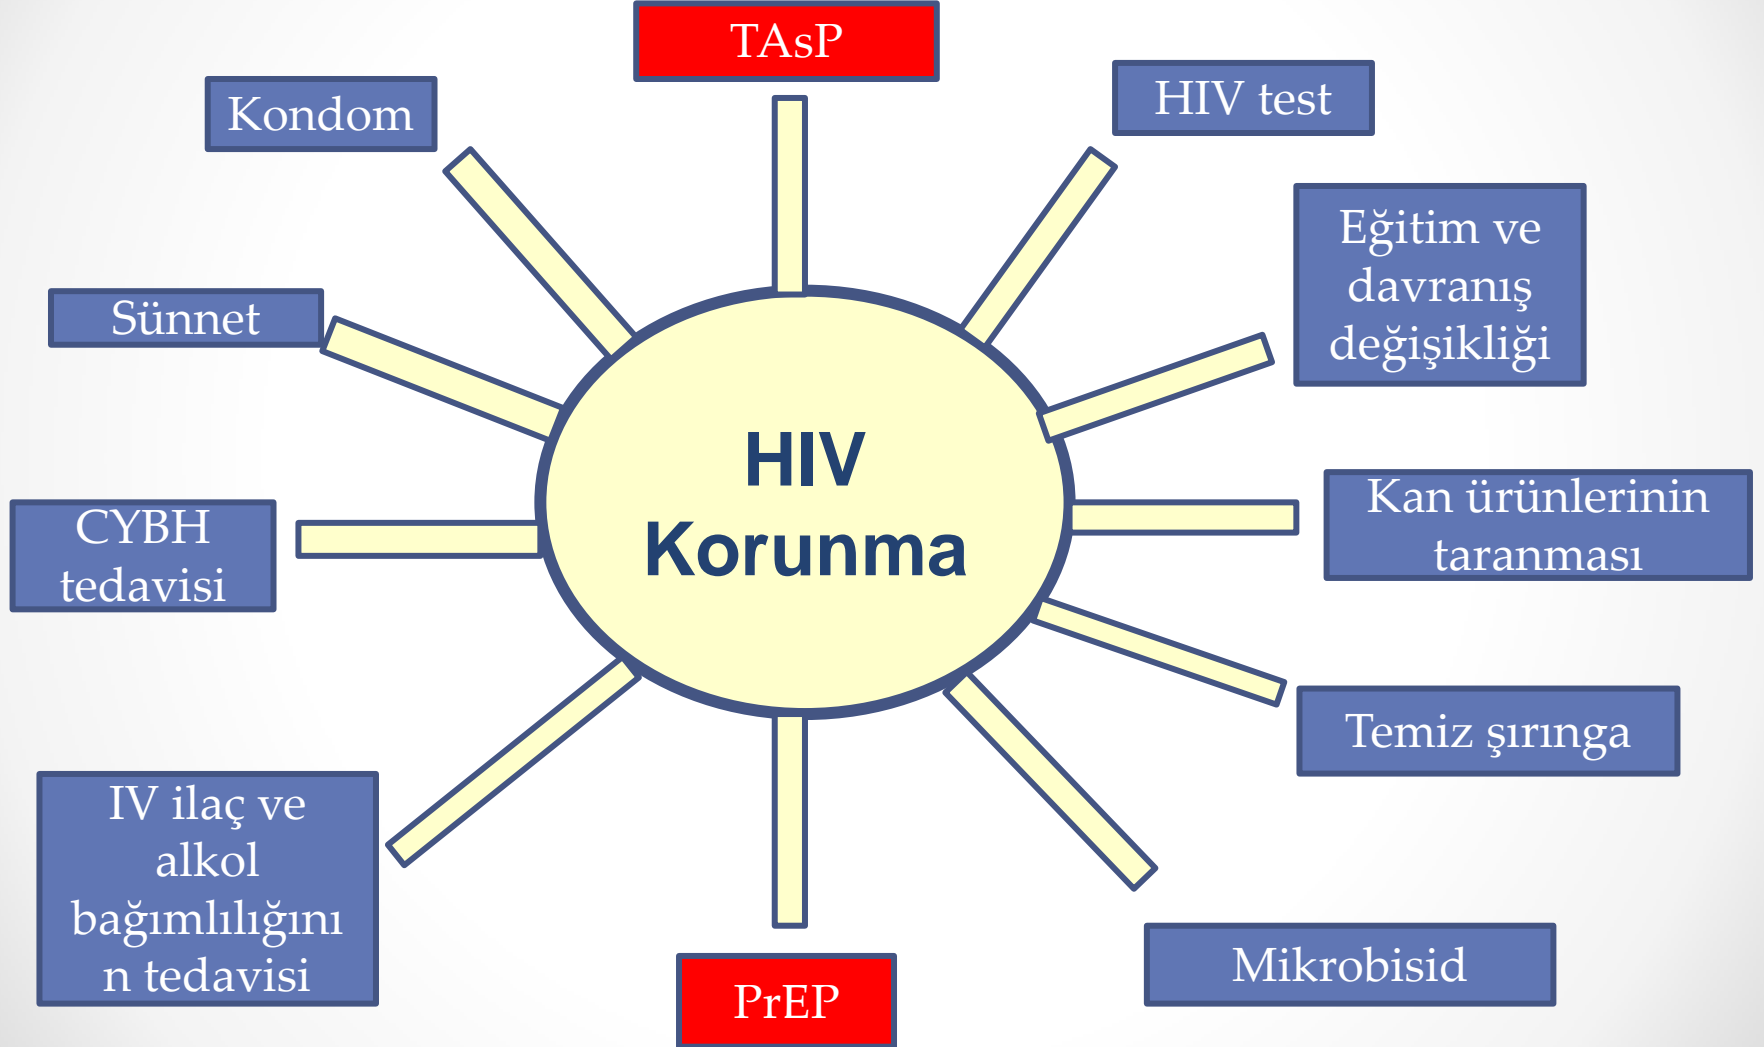 TAsP
Kondom
HIV test
Eğitim ve
davranış
değişikliği
Sünnet
HIV
Korunma
Kan ürünlerinin
taranması
CYBH
tedavisi
Temiz şırınga
IV ilaç ve
alkol
bağımlılığını
n tedavisi
Mikrobisid
PrEP